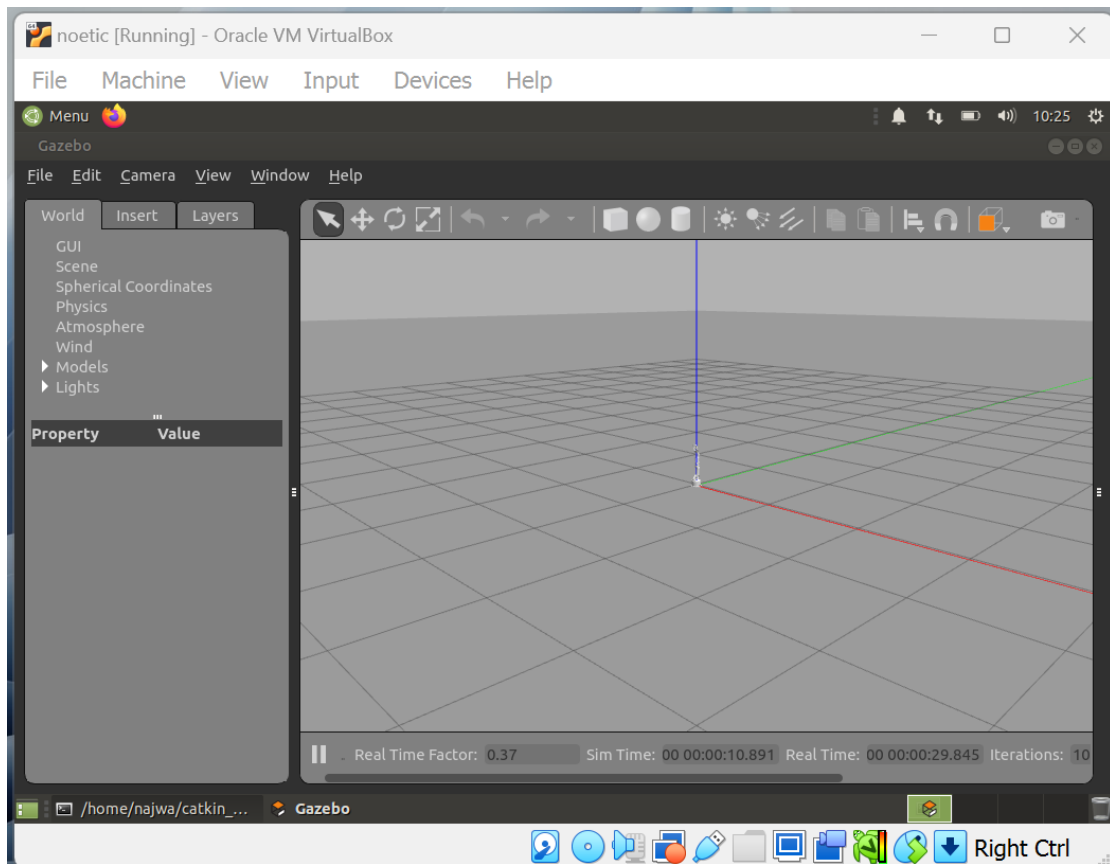 noetic [Running] - Oracle VM VirtualBox
File Machine View Input Devices Help
Menu 10:25
Gazebo
File Edit Camera View Window Help
World Insert Layers
GUI
Scene
Spherical Coordinates
Physics
Atmosphere
Wind
Models
Lights
Property Value
Real Time Factor: 0.37 Sim Time: 00 00:00:10.891 Real Time: 00 00:00:29.845 Iterations: 10
/home/najwa/catkin_... Gazebo
Right Ctrl